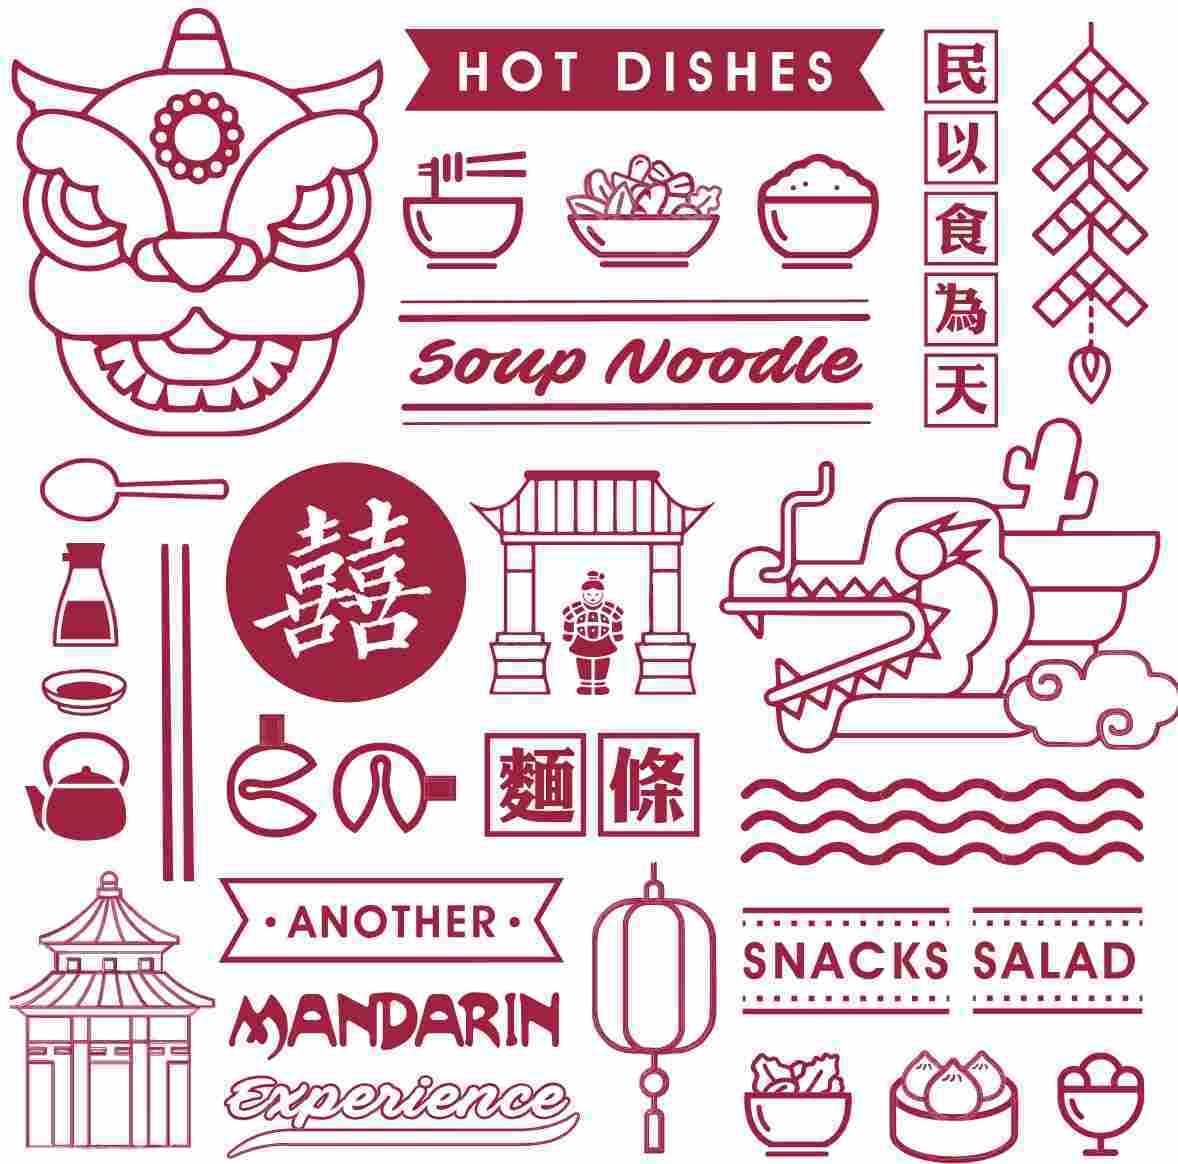 HOT DISHES
民以食為天
Soup Noodle
囍
麵條
· ANOTHER ·
MANDARIN
Experience
SNACKS
SALAD